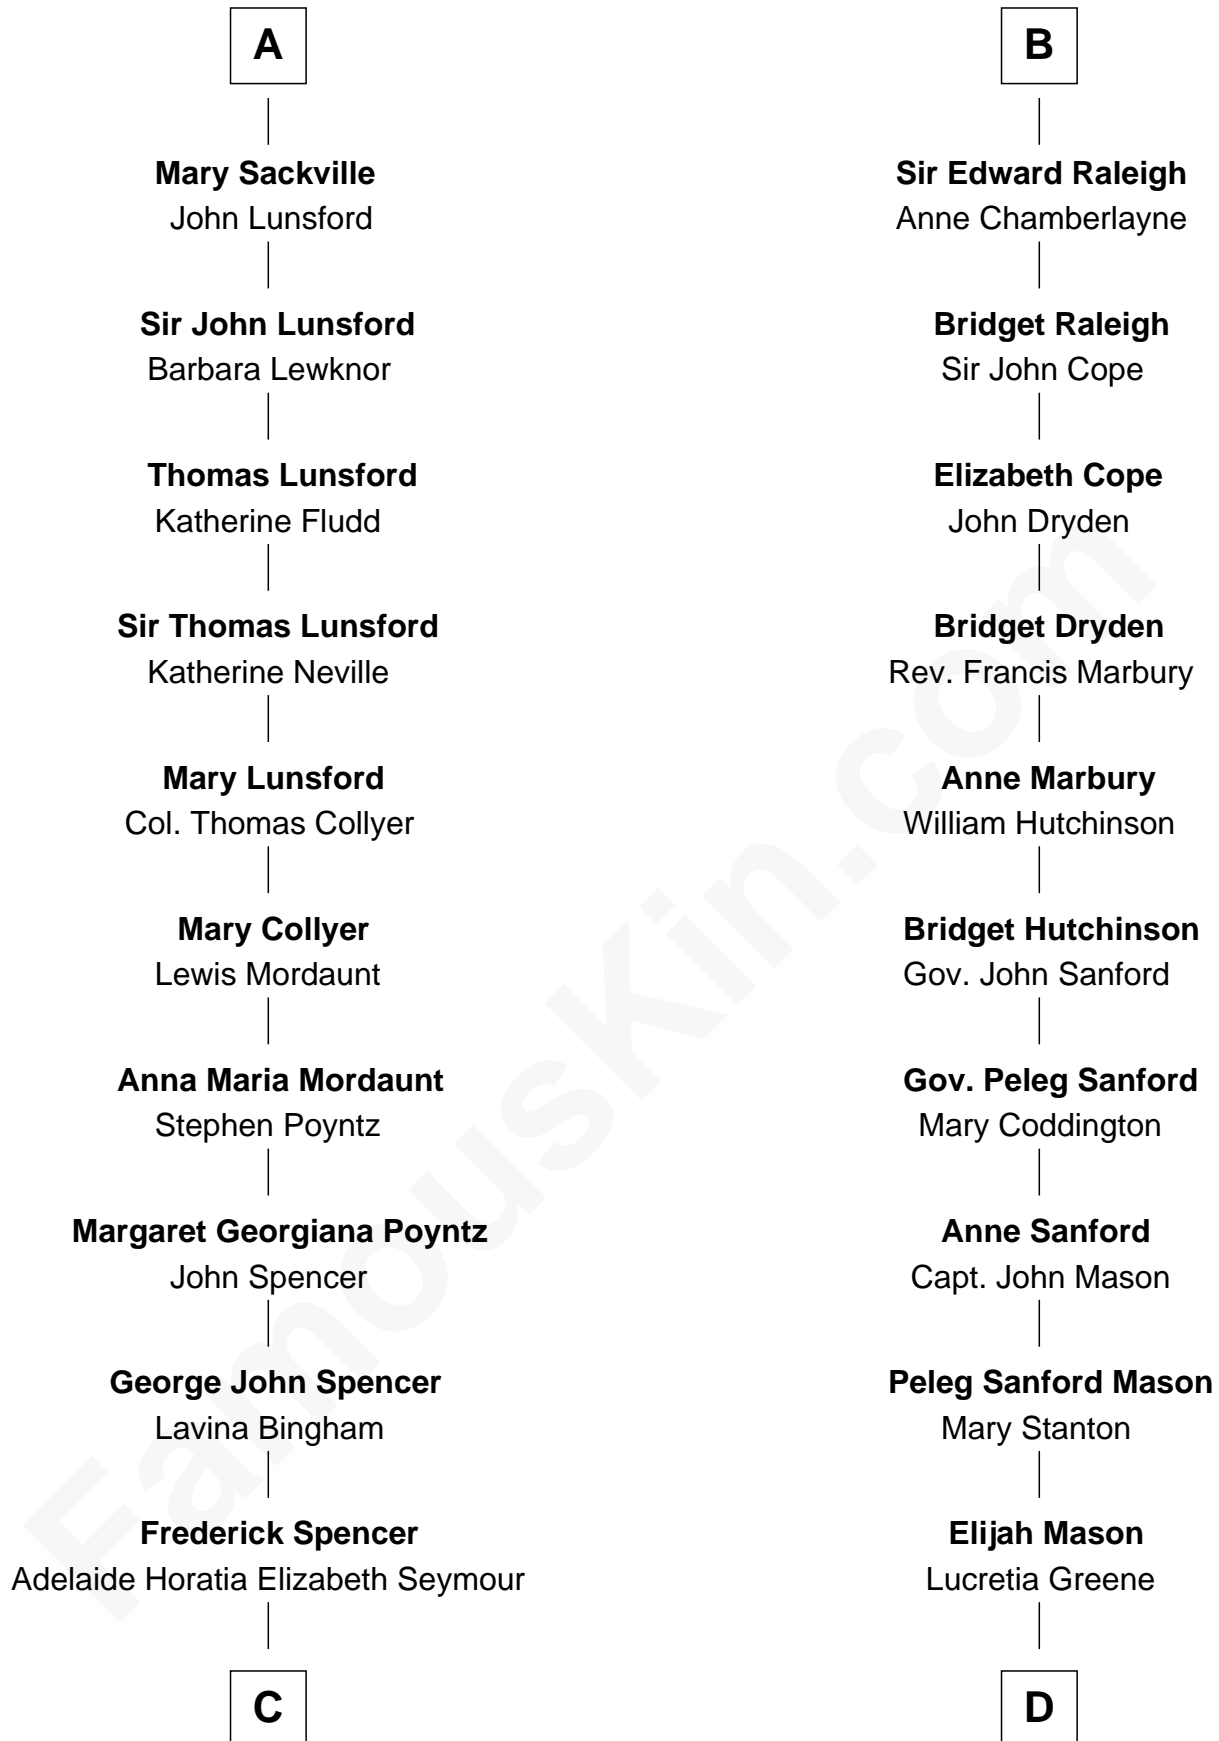 A
Mary Sackville
John Lunsford
Sir John Lunsford
Barbara Lewknor
Thomas Lunsford
Katherine Fludd
Sir Thomas Lunsford
Katherine Neville
Mary Lunsford
Col. Thomas Collyer
Mary Collyer
Lewis Mordaunt
Anna Maria Mordaunt
Stephen Poyntz
Margaret Georgiana Poyntz
John Spencer
George John Spencer
Lavina Bingham
Frederick Spencer
Adelaide Horatia Elizabeth Seymour
C
B
Sir Edward Raleigh
Anne Chamberlayne
Bridget Raleigh
Sir John Cope
Elizabeth Cope
John Dryden
Bridget Dryden
Rev. Francis Marbury
Anne Marbury
William Hutchinson
Bridget Hutchinson
Gov. John Sanford
Gov. Peleg Sanford
Mary Coddington
Anne Sanford
Capt. John Mason
Peleg Sanford Mason
Mary Stanton
Elijah Mason
Lucretia Greene
D
FamousKin.com